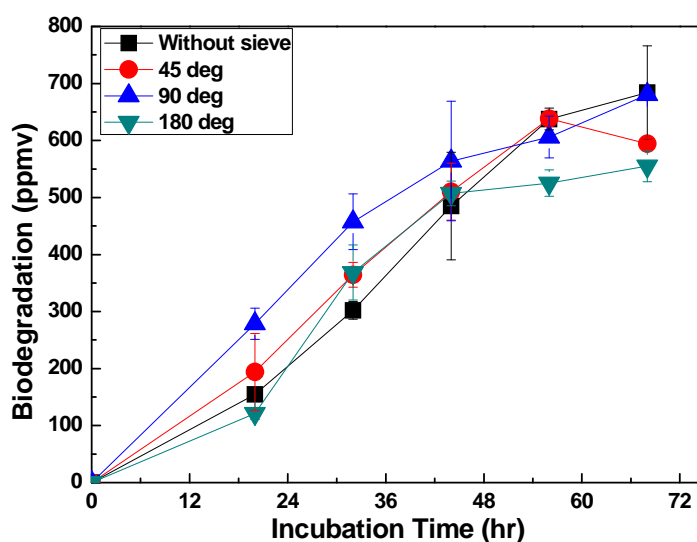 800
700
600
500
400
300
200
100
0
Biodegradation (ppmv)
Without sieve
45 deg
90 deg
180 deg
0 12 24 36 48 60 72
Incubation Time (hr)